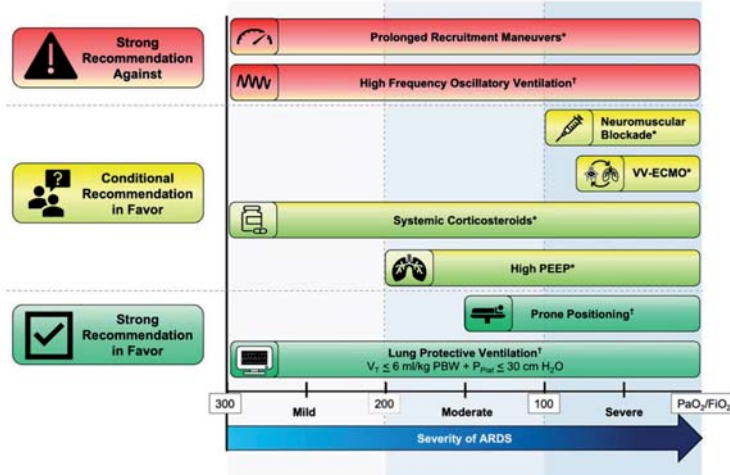 Strong
Recommendation
Against
Prolonged Recruitment Maneuvers*
High Frequency Oscillatory Ventilation†
?
Conditional
Recommendation
in Favor
Neuromuscular
Blockade*
VV-ECMO*
Systemic Corticosteroids*
High PEEP*
Strong
Recommendation
in Favor
Prone Positioning†
Lung Protective Ventilation†
V_T ≤ 6 ml/kg PBW + P_Plat ≤ 30 cm H₂O
300 200 100 PaO₂/FiO₂
Mild Moderate Severe
Severity of ARDS